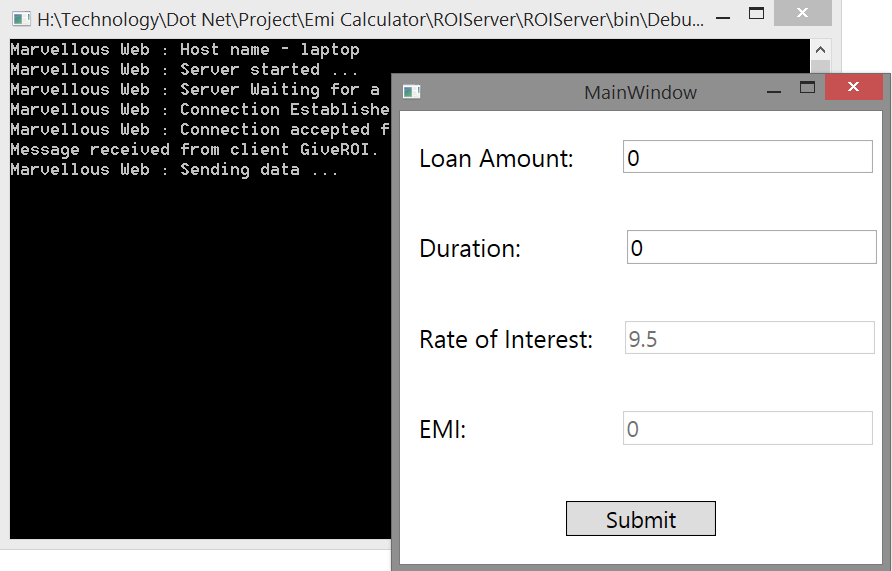 H:\Technology\Dot Net\Project\Emi Calculator\ROIServer\ROIServer\bin\Debu...
Marvellous Web : Host name - laptop
Marvellous Web : Server started ...
Marvellous Web : Server Waiting for a
Marvellous Web : Connection Establishe
Marvellous Web : Connection accepted f
Message received from client GiveROI.
Marvellous Web : Sending data ...
MainWindow
Loan Amount: 0
Duration: 0
Rate of Interest: 9.5
EMI: 0
Submit